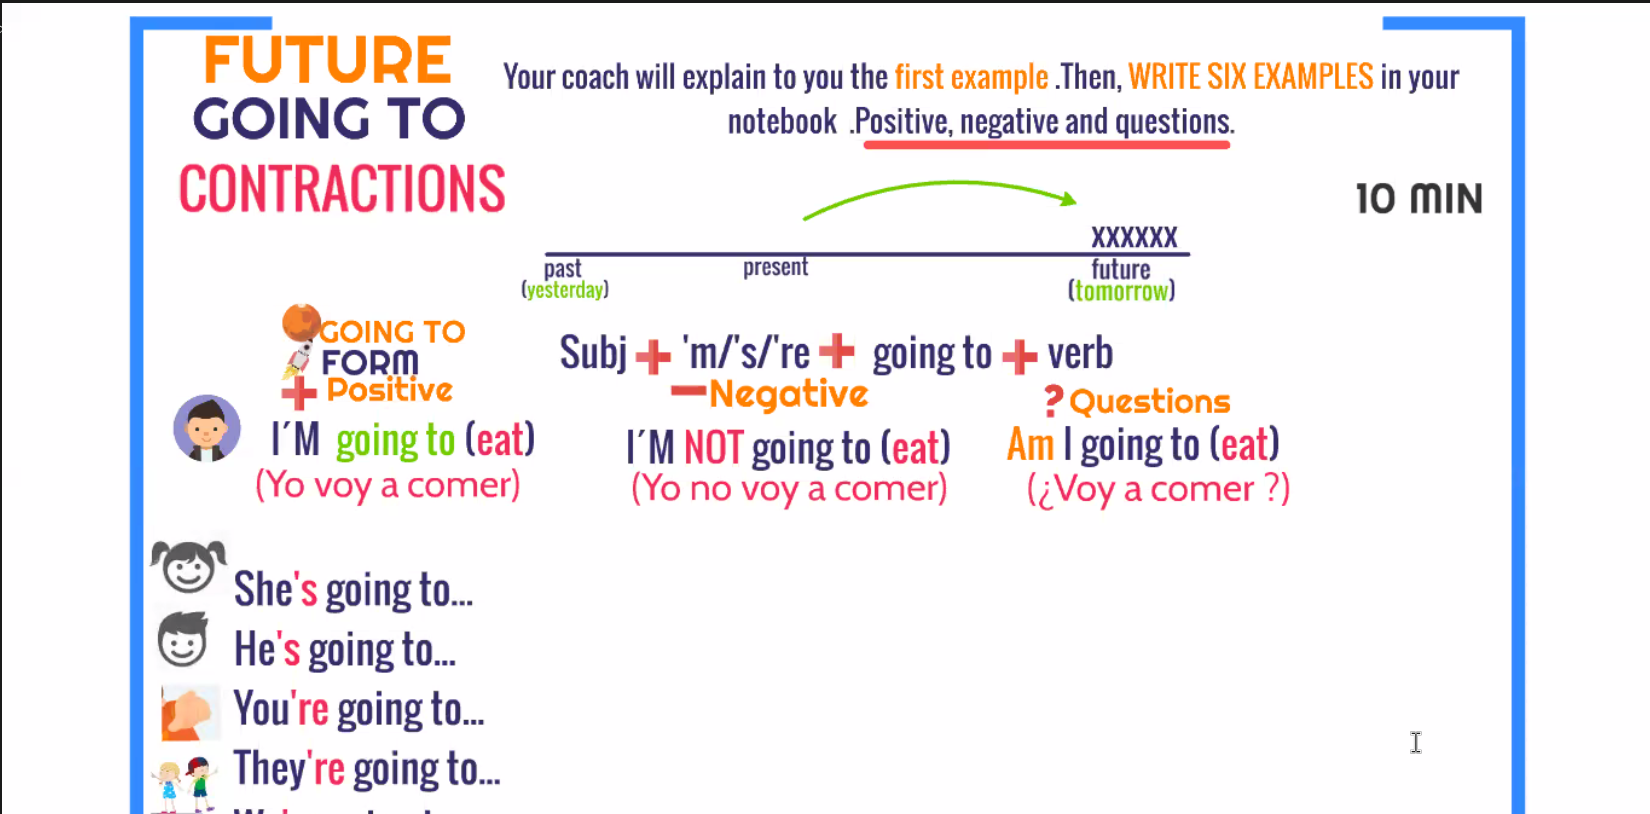 FUTURE
GOING TO
CONTRACTIONS
Your coach will explain to you the first example .Then, WRITE SIX EXAMPLES in your
notebook .Positive, negative and questions.
10 MIN
XXXXXX
past
(yesterday)
present
future
(tomorrow)
GOING TO
FORM
Subj + 'm/'s/'re + going to + verb
+ Positive
I´M going to (eat)
(Yo voy a comer)
— Negative
I´M NOT going to (eat)
(Yo no voy a comer)
? Questions
Am I going to (eat)
(¿Voy a comer ?)
She's going to...
He's going to...
You're going to...
They're going to...